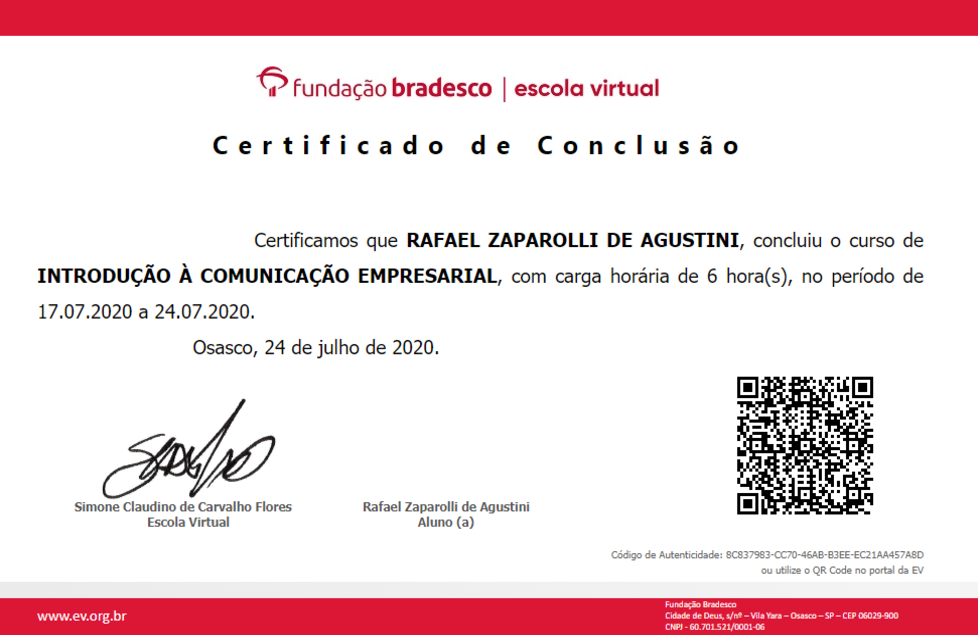 fundação bradesco | escola virtual
Certificado de Conclusão
Certificamos que RAFAEL ZAPAROLLI DE AGUSTINI, concluiu o curso de
INTRODUÇÃO À COMUNICAÇÃO EMPRESARIAL, com carga horária de 6 hora(s), no período de
17.07.2020 a 24.07.2020.
Osasco, 24 de julho de 2020.
Simone Claudino de Carvalho Flores
Escola Virtual
Rafael Zaparolli de Agustini
Aluno (a)
Código de Autenticidade: 8C837983-CC70-46AB-B3EE-EC21AA457A8D
ou utilize o QR Code no portal da EV
www.ev.org.br
Fundação Bradesco
Cidade de Deus, s/nº – Vila Yara – Osasco – SP – CEP 06029-900
CNPJ - 60.701.521/0001-06